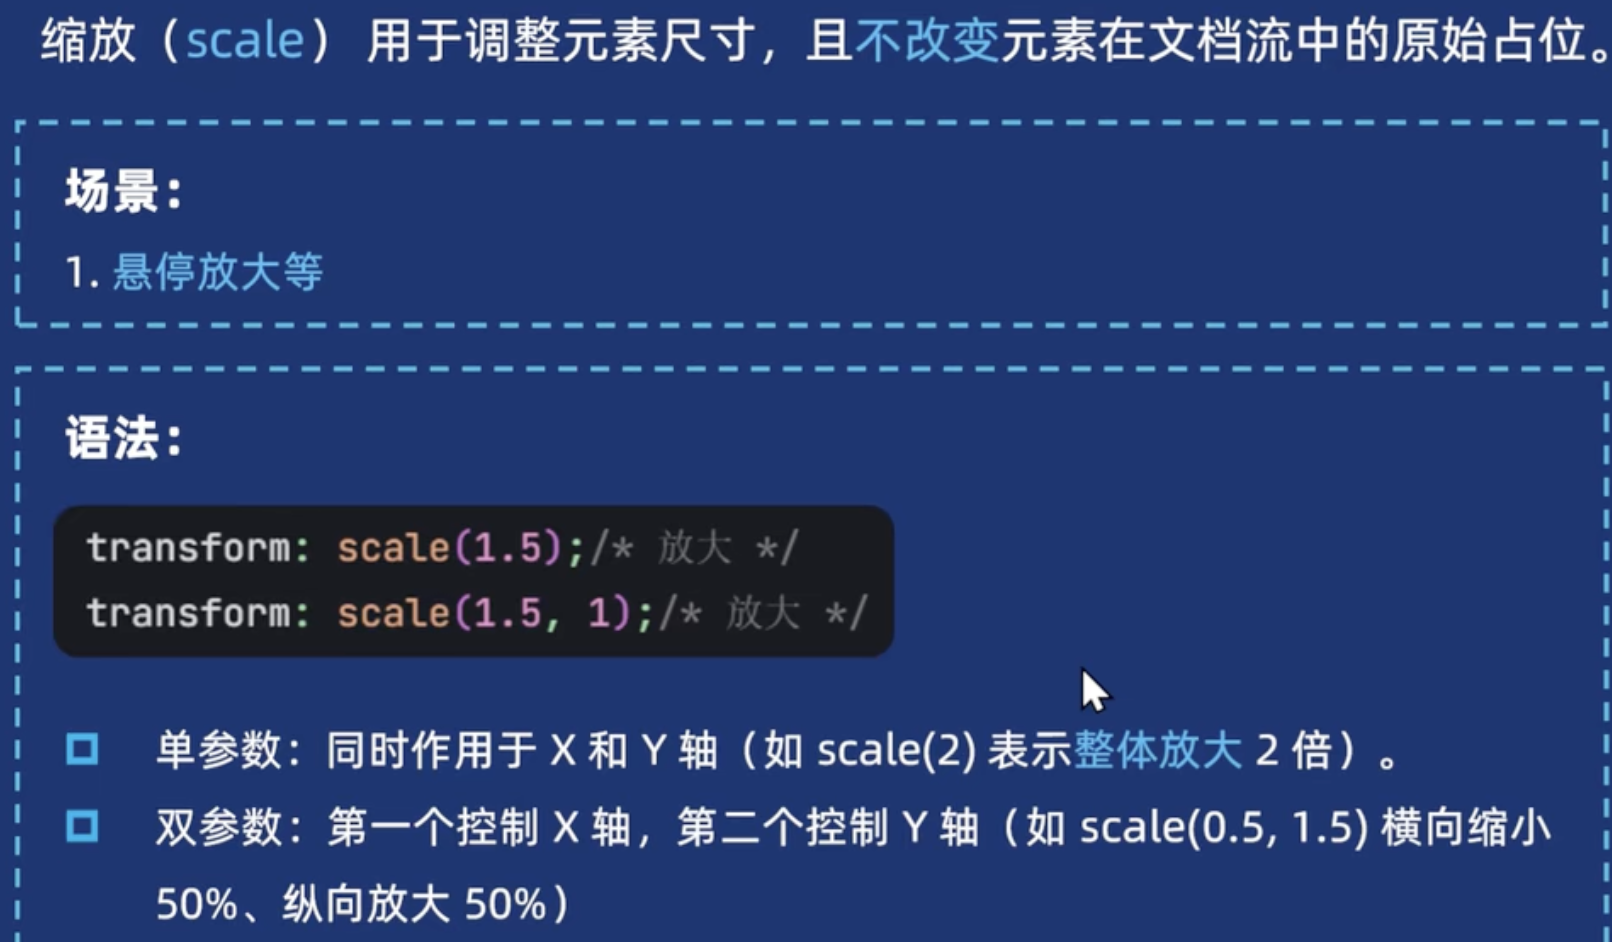 缩放（scale） 用于调整元素尺寸，且不改变元素在文档流中的原始占位。
场景：
1. 悬停放大等
语法：
transform: scale(1.5);/* 放大 */
transform: scale(1.5, 1);/* 放大 */
单参数：同时作用于 X 和 Y 轴（如 scale(2) 表示整体放大 2 倍）。
双参数：第一个控制 X 轴，第二个控制 Y 轴（如 scale(0.5, 1.5) 横向缩小
50%、纵向放大 50%）